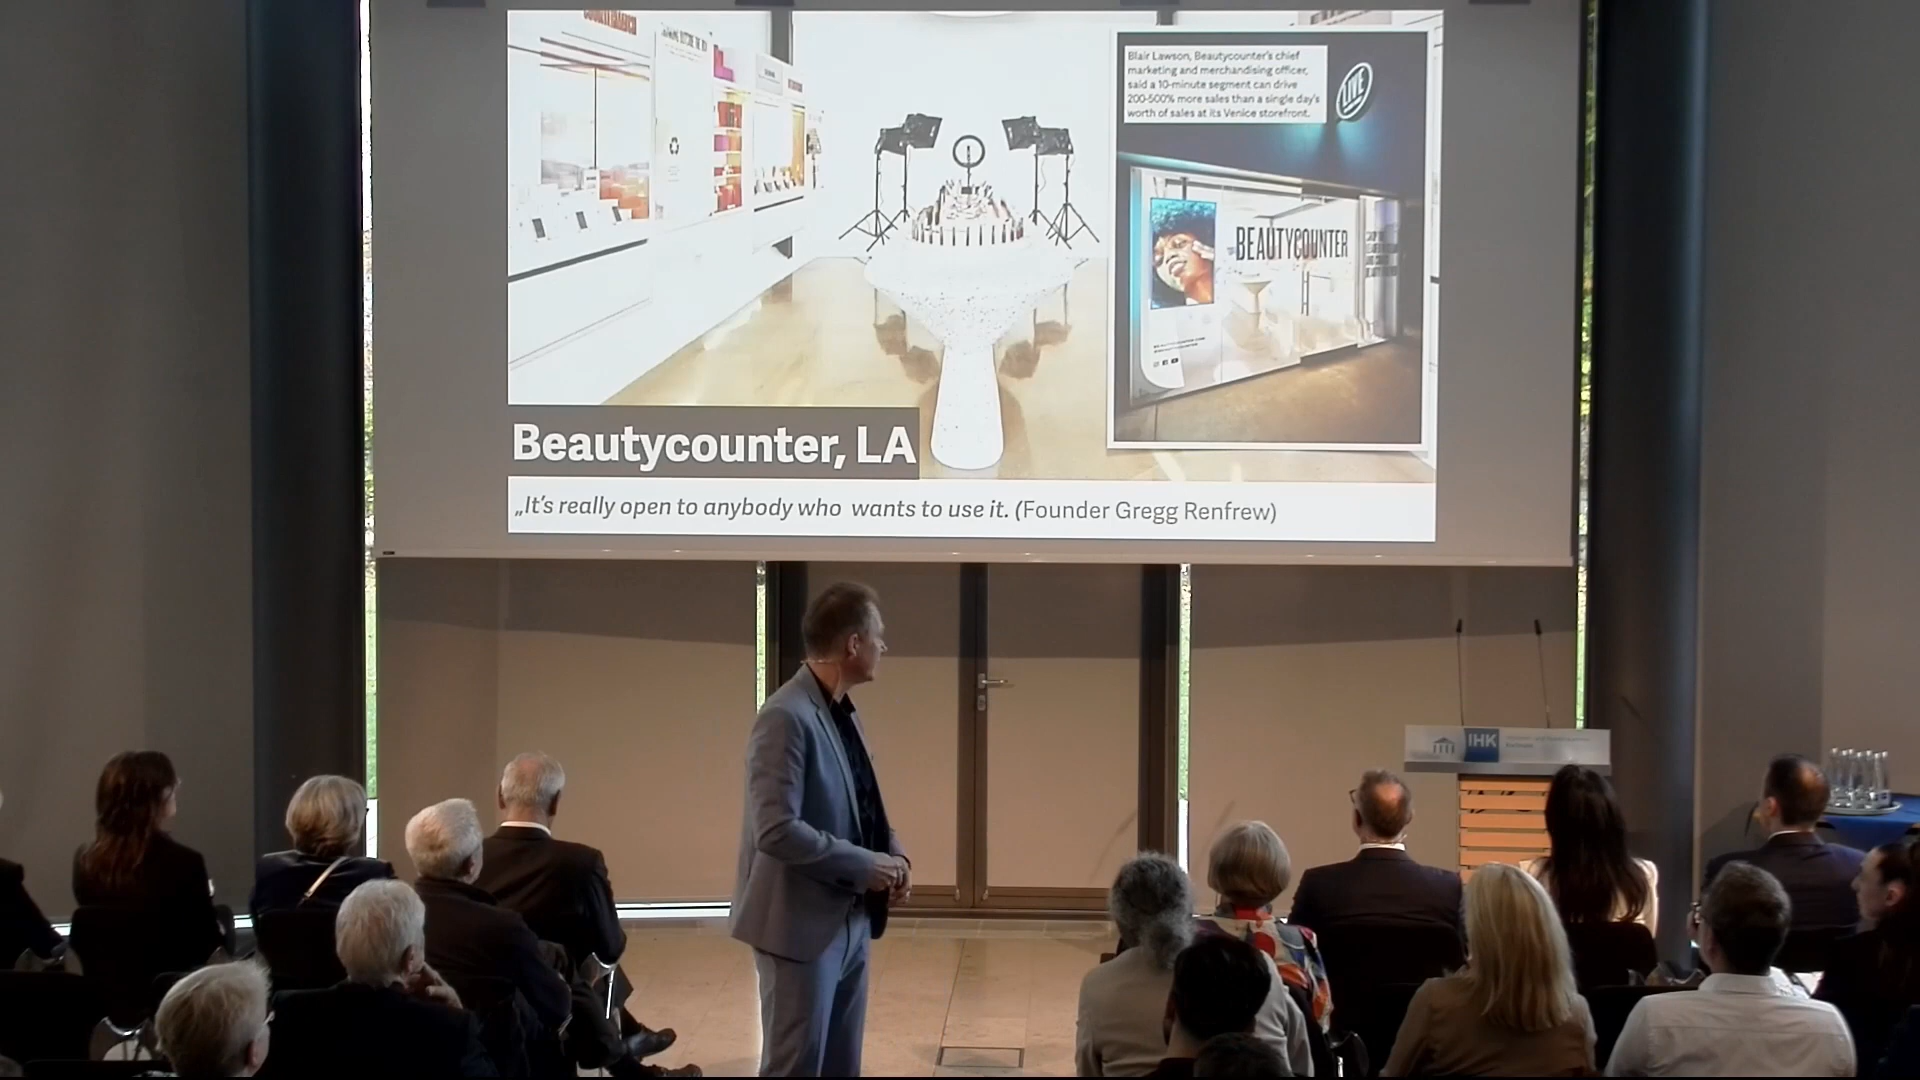 Blair Lawson, Beautycounter's chief
marketing and merchandising officer,
said a 10-minute segment can drive
200-500% more sales than a single day's
worth of sales at its Venice storefront.
LIVE
BEAUTYCOUNTER
Beautycounter, LA
„It's really open to anybody who wants to use it. (Founder Gregg Renfrew)
IHK